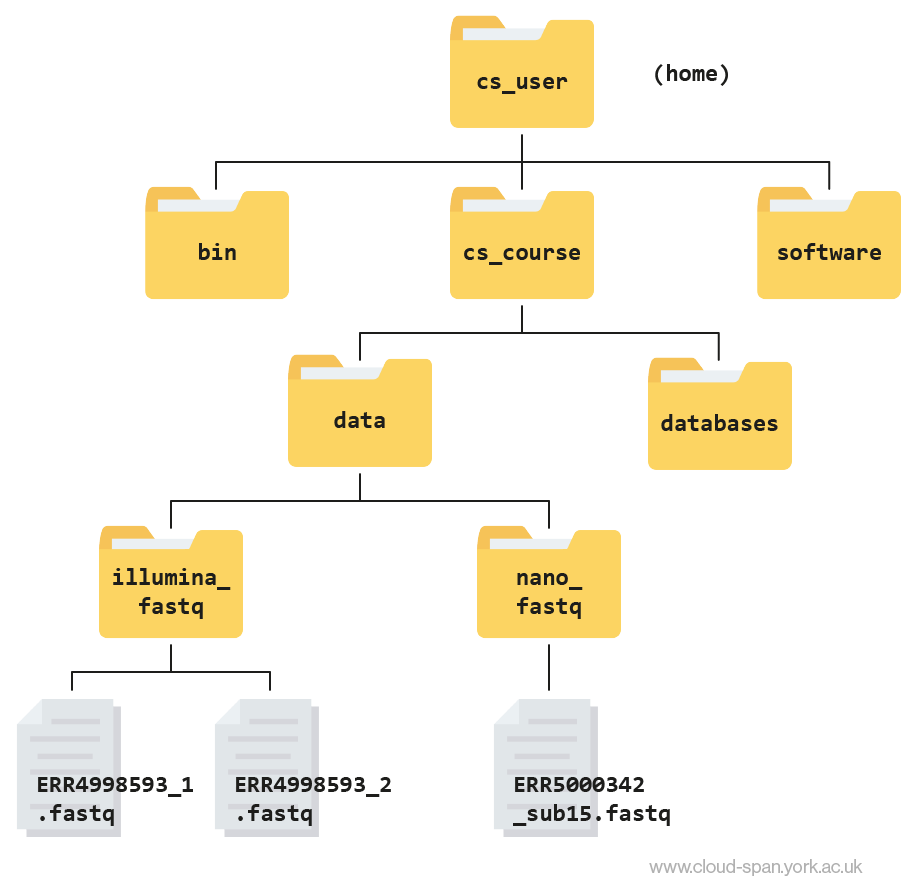 cs_user
(home)
bin
cs_course
software
data
databases
illumina_
fastq
nano_
fastq
ERR4998593_1
.fastq
ERR4998593_2
.fastq
ERR5000342
_sub15.fastq
www.cloud-span.york.ac.uk